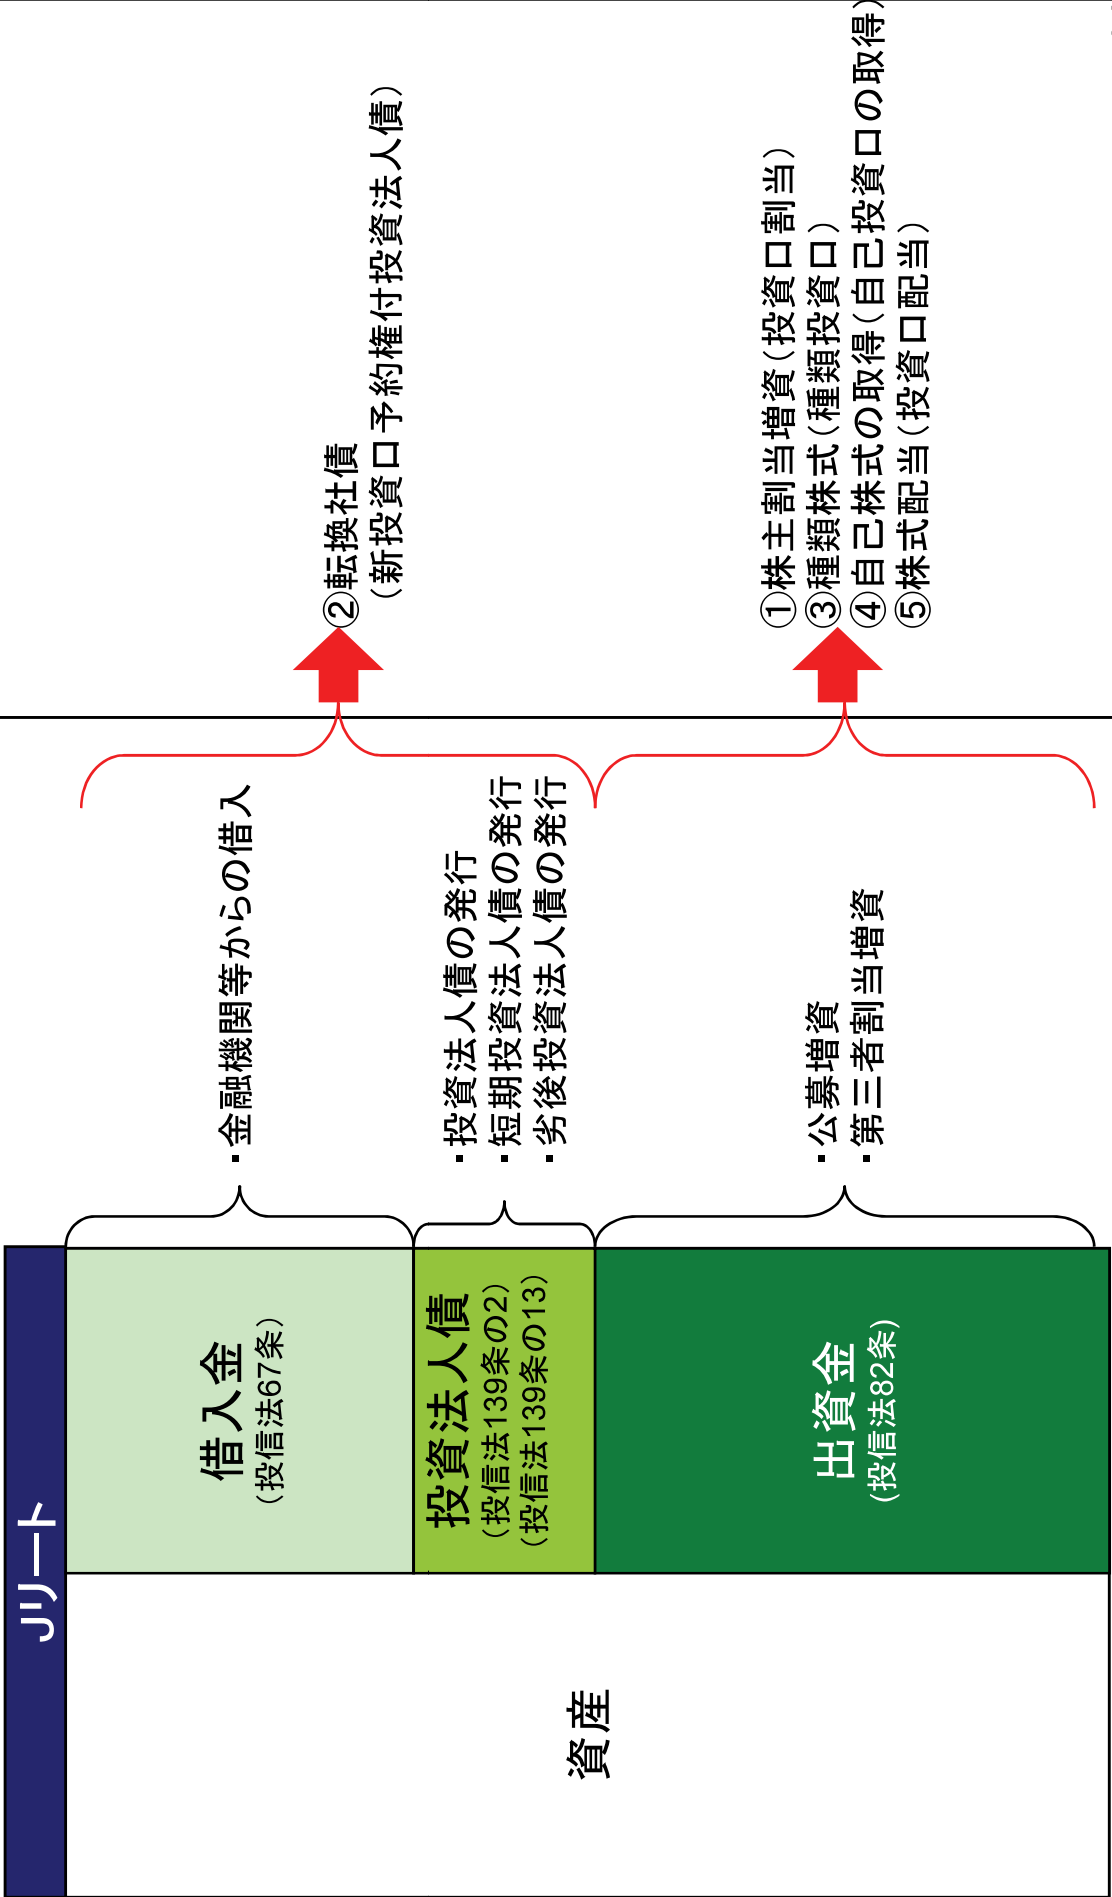 Jリート
資産
借入金
(投信法67条)
投資法人債
(投信法139条の2)
(投信法139条の13)
出資金
(投信法82条)
・金融機関等からの借入
・投資法人債の発行
・短期投資法人債の発行
・劣後投資法人債の発行
・公募増資
・第三者割当増資
②転換社債
(新投資口予約権付投資法人債)
①株主割当増資(投資口割当)
③種類株式(種類投資口)
④自己株式の取得(自己投資口の取得)
⑤株式配当(投資口配当)